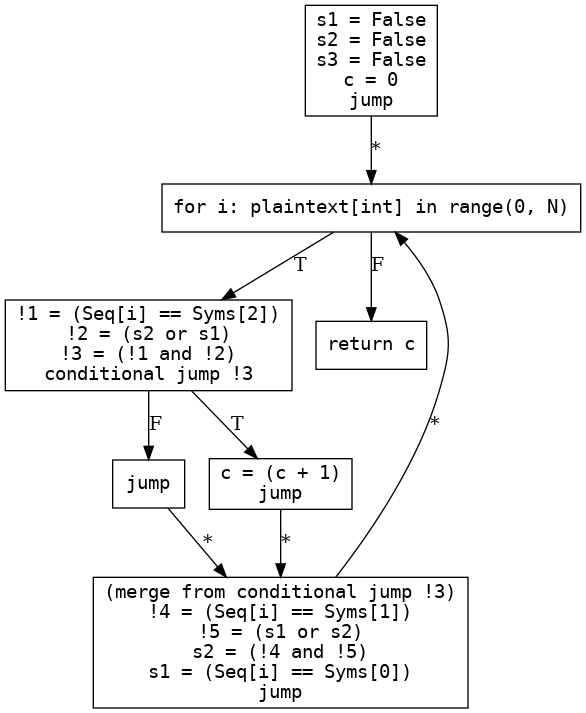 s1 = False
s2 = False
s3 = False
c = 0
jump
*
for i: plaintext[int] in range(0, N)
T
F
!1 = (Seq[i] == Syms[2])
!2 = (s2 or s1)
!3 = (!1 and !2)
conditional jump !3
return c
F
T
*
jump
c = (c + 1)
jump
*
*
(merge from conditional jump !3)
!4 = (Seq[i] == Syms[1])
!5 = (s1 or s2)
s2 = (!4 and !5)
s1 = (Seq[i] == Syms[0])
jump